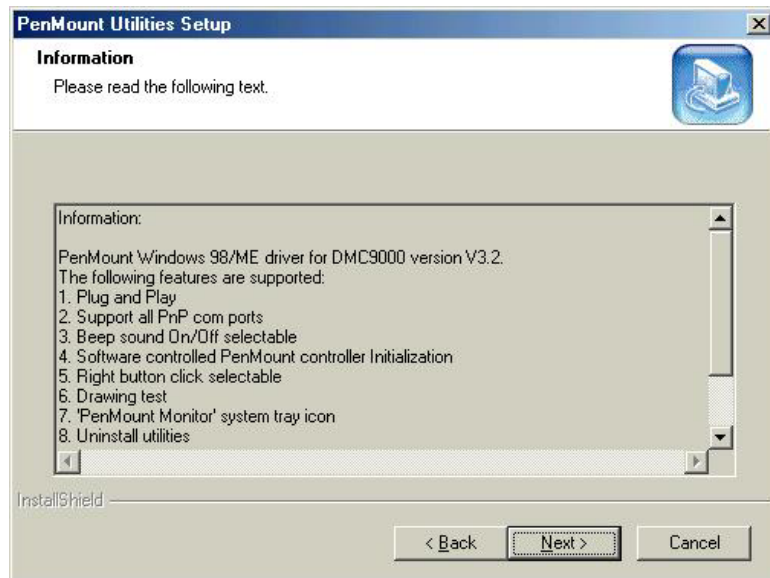 PenMount Utilities Setup
Information
Please read the following text.
Information:
PenMount Windows 98/ME driver for DMC9000 version V3.2.
The following features are supported:
1. Plug and Play
2. Support all PnP com ports
3. Beep sound On/Off selectable
4. Software controlled PenMount controller Initialization
5. Right button click selectable
6. Drawing test
7. 'PenMount Monitor' system tray icon
8. Uninstall utilities
InstallShield
< Back Next > Cancel